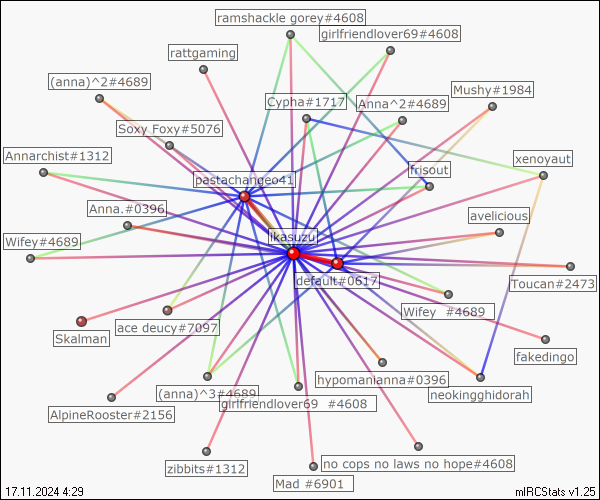 ramshackle gorey#4608
girlfriendlover69#4608
rattgaming
(anna)^2#4689
Mushy#1984
Cypha#1717
Anna^2#4689
Soxy Foxy#5076
Annarchist#1312
xenoyaut
frisout
pastachangeo41
Anna.#0396
avelicious
Wifey#4689
ikasuzu
default#0617
Toucan#2473
Wifey #4689
ace deucy#7097
Skalman
fakedingo
hypomanianna#0396
(anna)^3#4689
neokingghidorah
girlfriendlover69 #4608
AlpineRooster#2156
zibbits#1312
no cops no laws no hope#4608
Mad #6901
17.11.2024 4:29
mIRCStats v1.25